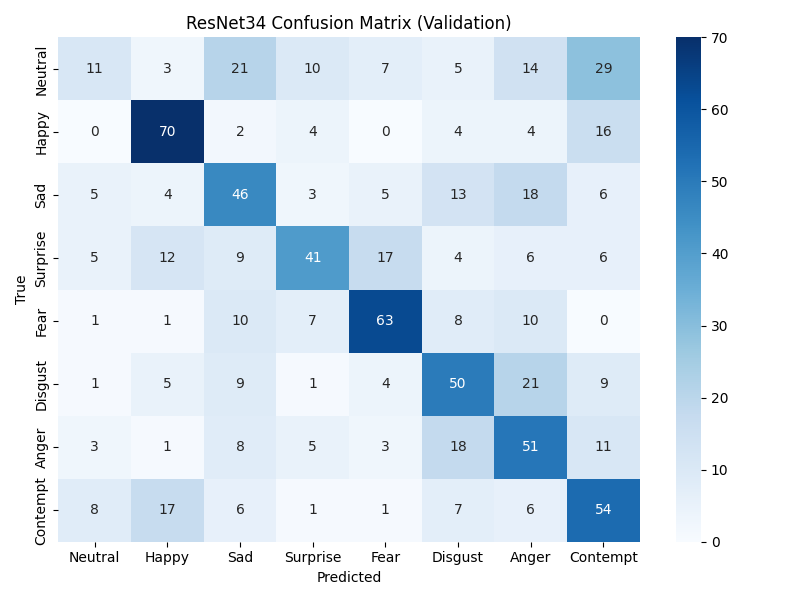 ResNet34 Confusion Matrix (Validation)
True
Neutral 11 3 21 10 7 5 14 29
Happy 0 70 2 4 0 4 4 16
Sad 5 4 46 3 5 13 18 6
Surprise 5 12 9 41 17 4 6 6
Fear 1 1 10 7 63 8 10 0
Disgust 1 5 9 1 4 50 21 9
Anger 3 1 8 5 3 18 51 11
Contempt 8 17 6 1 1 7 6 54
Neutral Happy Sad Surprise Fear Disgust Anger Contempt
Predicted
70
60
50
40
30
20
10
0